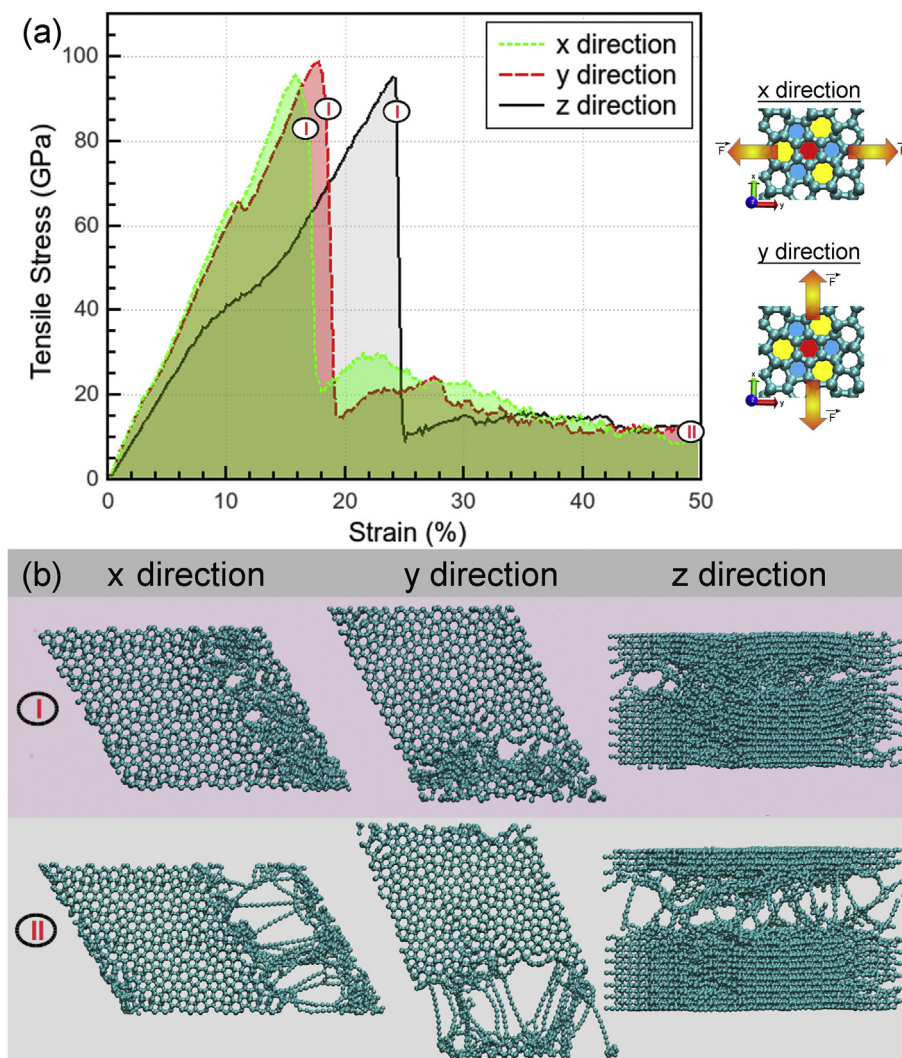 (a)
100
80
60
40
20
0
Tensile Stress (GPa)
x direction
y direction
z direction
I
I
I
II
0
10
20
30
40
50
Strain (%)
x direction
F
x
z
y
y direction
F
x
z
y
F
(b) x direction y direction z direction
I
II